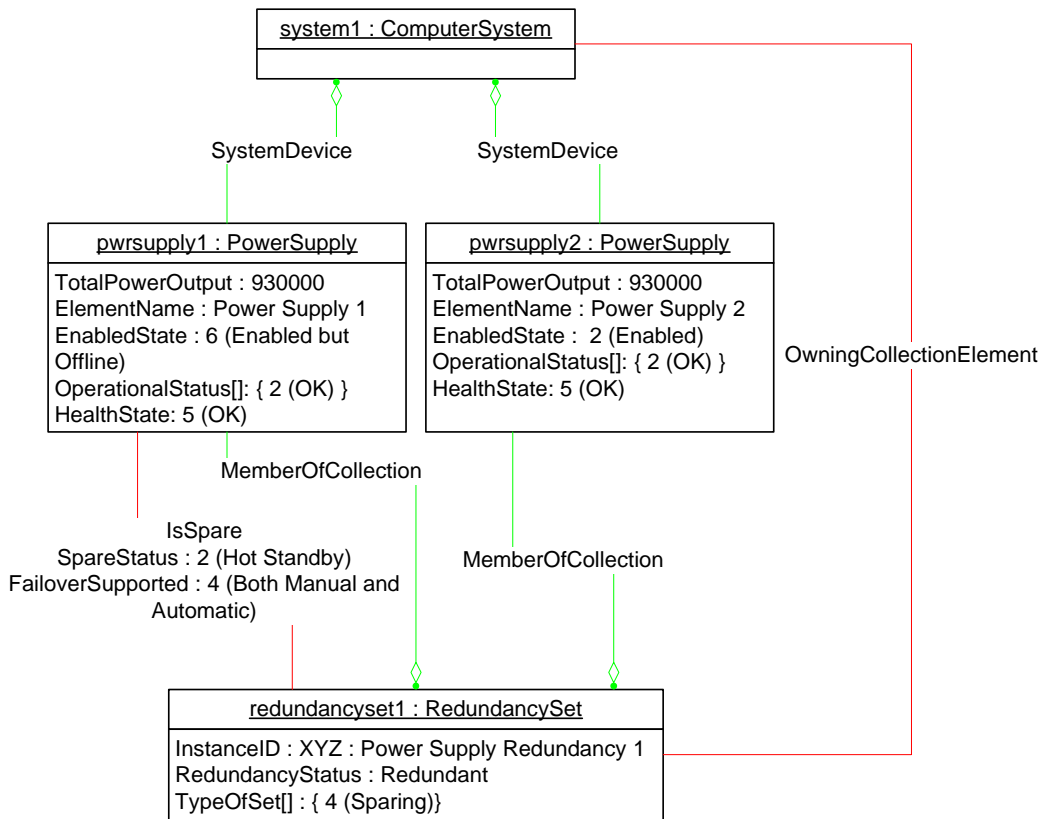 system1 : ComputerSystem
SystemDevice
SystemDevice
pwrsupply1 : PowerSupply
TotalPowerOutput : 930000
ElementName : Power Supply 1
EnabledState : 6 (Enabled but
Offline)
OperationalStatus[]: { 2 (OK) }
HealthState: 5 (OK)
pwrsupply2 : PowerSupply
TotalPowerOutput : 930000
ElementName : Power Supply 2
EnabledState :  2 (Enabled)
OperationalStatus[]: { 2 (OK) }
HealthState: 5 (OK)
OwningCollectionElement
MemberOfCollection
IsSpare
SpareStatus : 2 (Hot Standby)
FailoverSupported : 4 (Both Manual and
Automatic)
MemberOfCollection
redundancyset1 : RedundancySet
InstanceID : XYZ : Power Supply Redundancy 1
RedundancyStatus : Redundant
TypeOfSet[] : { 4 (Sparing)}